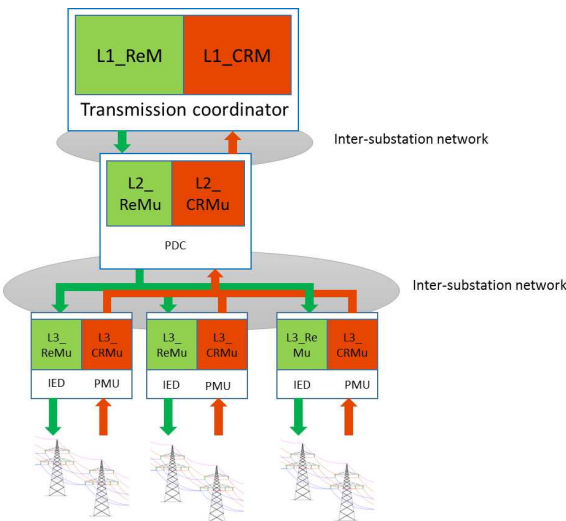 L1_ReM L1_CRM
Transmission coordinator
Inter-substation network
L2_ L2_
ReMu CRMu
PDC
Inter-substation network
L3_ L3_ L3_ L3_ L3_Re L3_
ReMu CRMu ReMu CRMu Mu CRMu
IED PMU IED PMU IED PMU